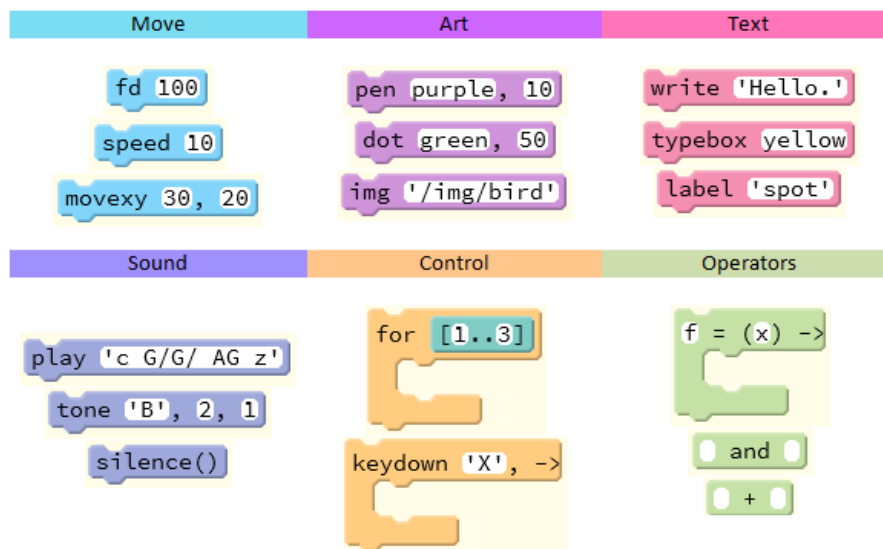 Move
Art
Text
fd 100
pen purple, 10
write 'Hello.'
speed 10
dot green, 50
typebox yellow
movexy 30, 20
img '/img/bird'
label 'spot'
Sound
Control
Operators
play 'c G/G/ AG z'
tone 'B', 2, 1
silence()
for [1..3]
keydown 'X', ->
f = (x) ->
and
+